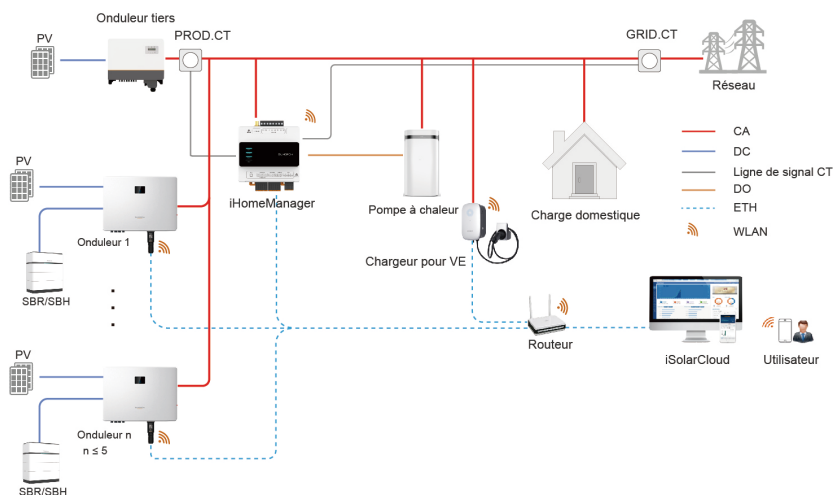 Onduleur tiers
PV
PROD.CT
GRID.CT
Réseau
CA
DC
Ligne de signal CT
DO
ETH
WLAN
PV
iHomeManager
Pompe à chaleur
Charge domestique
Onduleur 1
Chargeur pour VE
SBR/SBH
Routeur
iSolarCloud
Utilisateur
PV
Onduleur n
n ≤ 5
SBR/SBH